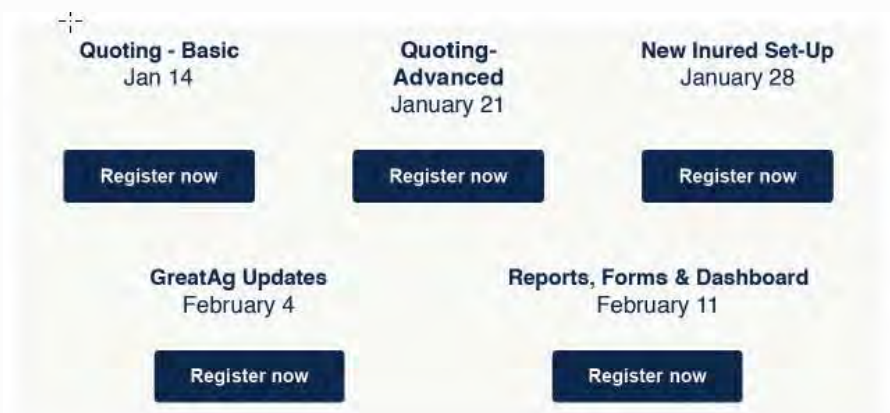 Quoting - Basic
Jan 14
Quoting-
Advanced
January 21
New Inured Set-Up
January 28
Register now
Register now
Register now
GreatAg Updates
February 4
Reports, Forms & Dashboard
February 11
Register now
Register now